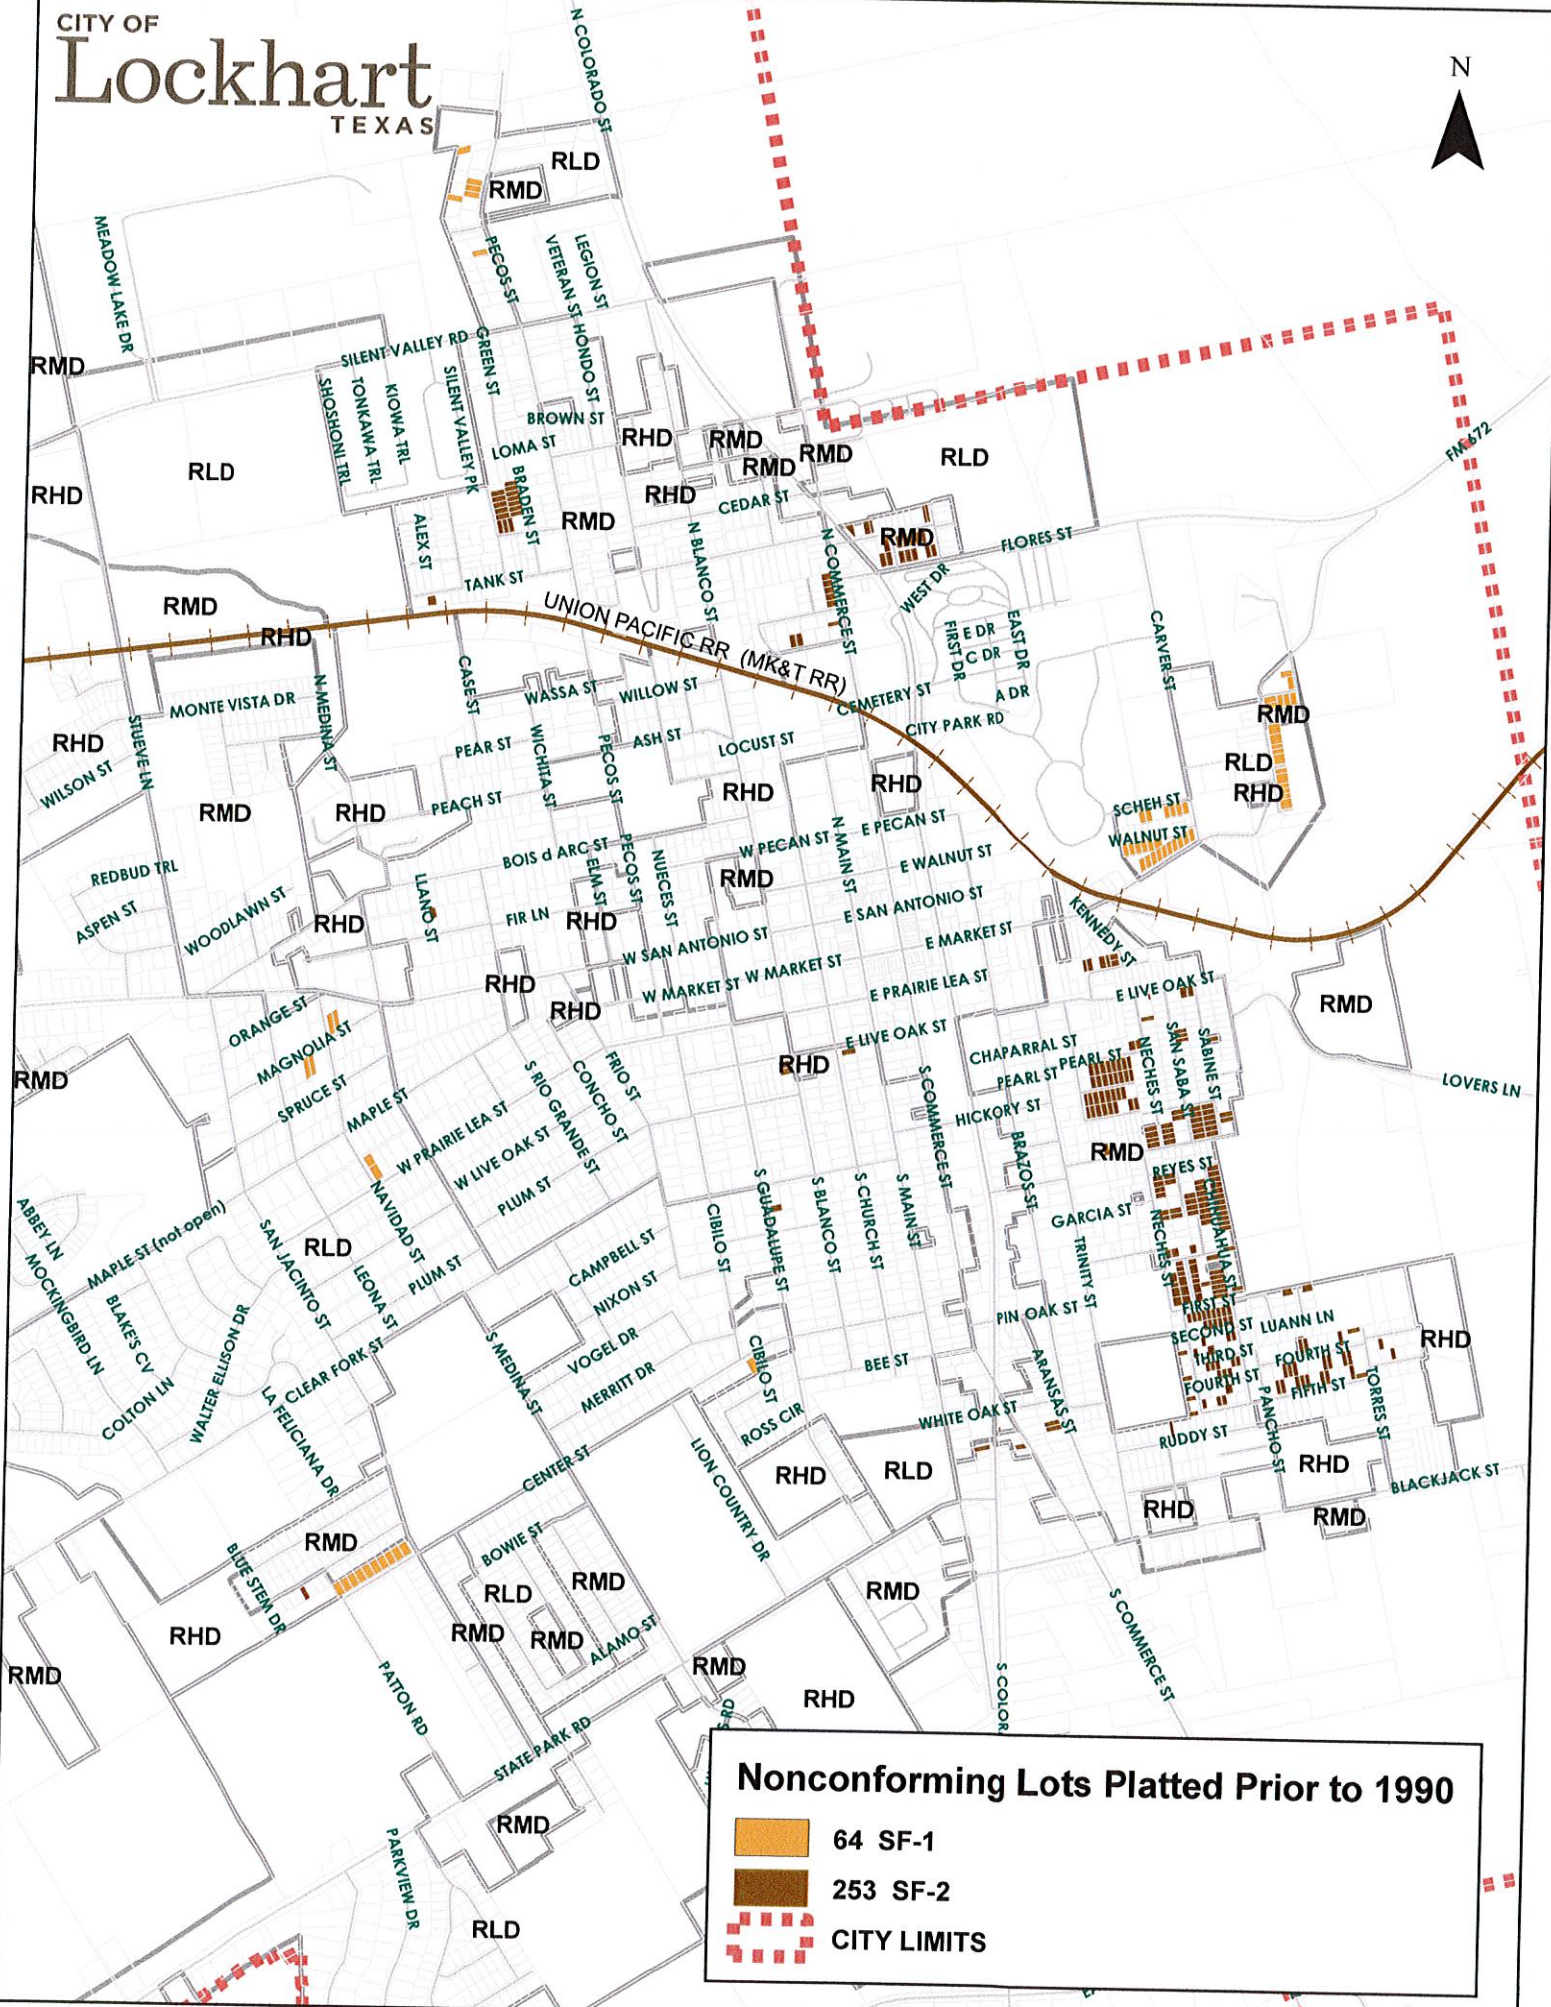 CITY OF
Lockhart
TEXAS
N
N COLORADO ST
RLD
RMD
MEADOW LAKE DR
PECOS ST
VETERAN ST
LEGION ST
SILENT VALLEY RD
GREEN ST
HONDO ST
RMD
SHOSHONI TRL
TONKAWA TRL
KIOWA TRL
SILENT VALLEY PK
BROWN ST
LOMA ST
BRADEN ST
RHD
RMD
RMD
RMD
RLD
FM 672
RLD
RHD
RHD
CEDAR ST
RMD
ALEX ST
N BLANCO ST
N COMMERCE ST
RMD
FLORES ST
TANK ST
WEST DR
RMD
RHD
UNION PACIFIC RR (MK&T RR)
FIRST DR
E DR
C DR
EAST DR
A DR
CARVER ST
CASE ST
WASSA ST
WILLOW ST
CEMETERY ST
CITY PARK RD
MONTE VISTA DR
N MEDINA ST
STUEVE LN
RHD
WILSON ST
PEAR ST
WICHITA ST
PECOS ST
ASH ST
LOCUST ST
RMD
RLD
RHD
RHD
RHD
RMD
RHD
PEACH ST
SCHEH ST
WALNUT ST
N MAIN ST
E PECAN ST
W PECAN ST
E WALNUT ST
BOIS d ARC ST
ELM ST
PECOS ST
NUECES ST
RMD
REDBUD TRL
ASPEN ST
WOODLAWN ST
RHD
LLANO ST
FIR LN
RHD
E SAN ANTONIO ST
W SAN ANTONIO ST
E MARKET ST
KENNEDY ST
W MARKET ST
W MARKET ST
E PRAIRIE LEA ST
E LIVE OAK ST
RMD
RHD
RHD
ORANGE ST
MAGNOLIA ST
SPRUCE ST
E LIVE OAK ST
RHD
CHAPARRAL ST
PEARL ST
PEARL ST
NECHES ST
SAN SABA ST
SABINE ST
LOVERS LN
RMD
MAPLE ST
W PRAIRIE LEA ST
S RIO GRANDE ST
CONCHO ST
FRIO ST
S COMMERCE ST
HICKORY ST
BRAZOS ST
RMD
REYES ST
W LIVE OAK ST
PLUM ST
ABBEY LN
MOCKINGBIRD LN
MAPLE ST (not open)
SAN JACINTO ST
RLD
NAVIDAD ST
LEONA ST
PLUM ST
CIBILO ST
S GUADALUPE ST
S BLANCO ST
S CHURCH ST
S MAIN ST
GARCIA ST
TRINITY ST
NECHES ST
CHIHUAHUA ST
CAMPBELL ST
NIXON ST
BLAKE'S CV
WALTER ELLISON DR
CLEAR FORK ST
S MEDINA ST
VOGEL DR
MERRITT DR
CIBILO ST
PIN OAK ST
FIRST ST
SECOND ST
LUANN LN
THIRD ST
FOURTH ST
FOURTH ST
FIFTH ST
RHD
COLTON LN
LA FELICIANA DR
BEE ST
ARANSAS ST
WHITE OAK ST
PANCHO ST
TORRES ST
ROSS CIR
RUDDY ST
LION COUNTRY DR
CENTER ST
RHD
RLD
RHD
BLACKJACK ST
RHD
RMD
RMD
BLUE STEM DR
BOWIE ST
RLD
RMD
RMD
RMD
RMD
ALAMO ST
RHD
RMD
S COMMERCE ST
PATTON RD
RMD
RHD
S COLOR
STATE PARK RD
S RD
RMD
PARKVIEW DR
RLD
Nonconforming Lots Platted Prior to 1990
64 SF-1
253 SF-2
CITY LIMITS